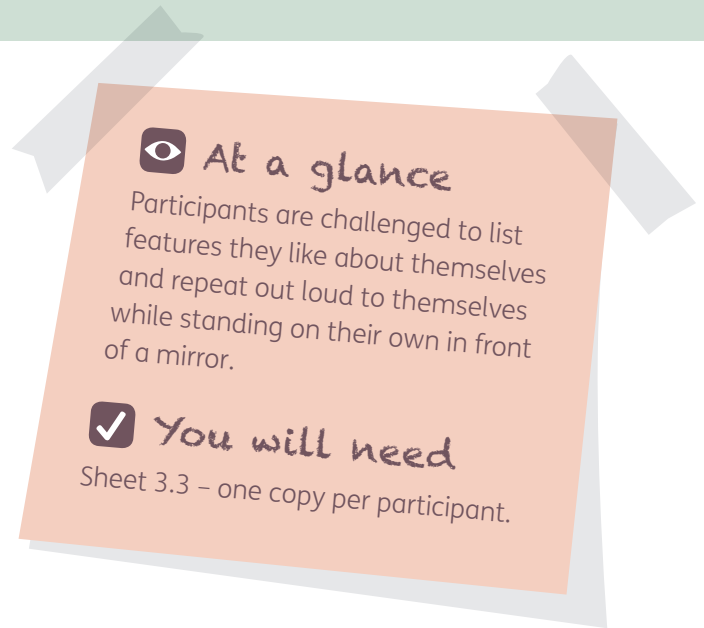 At a glance
Participants are challenged to list
features they like about themselves
and repeat out loud to themselves
while standing on their own in front
of a mirror.
You will need
Sheet 3.3 – one copy per participant.